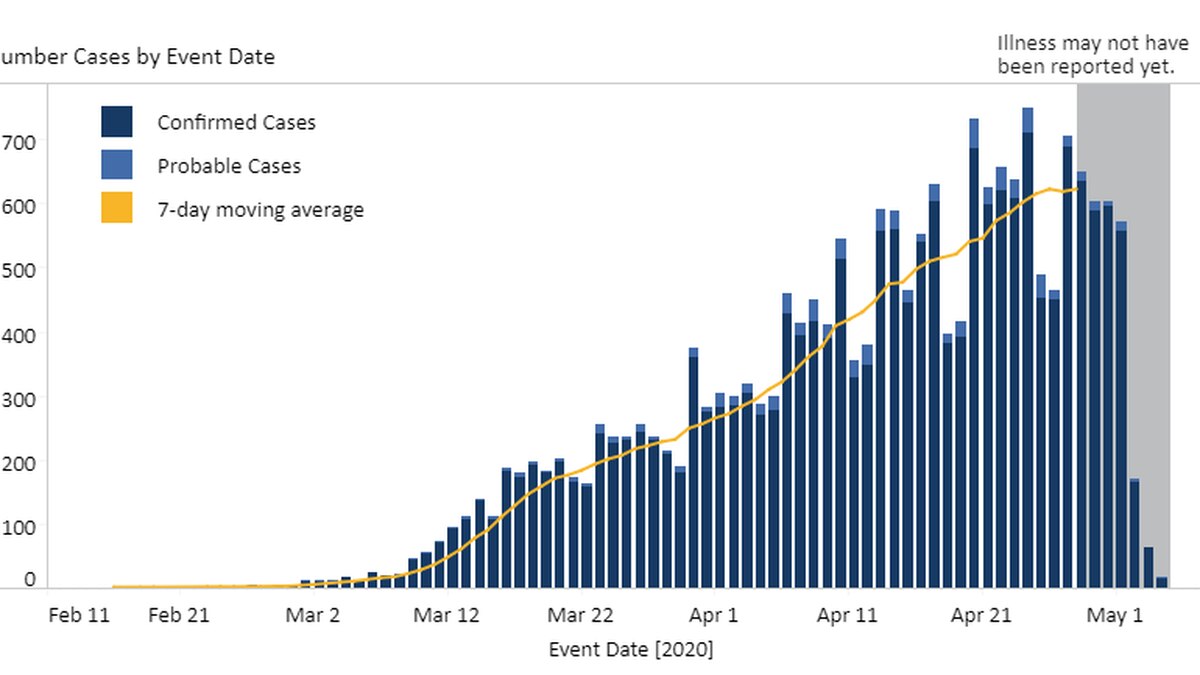 umber Cases by Event Date
Illness may not have
been reported yet.
Confirmed Cases
Probable Cases
7-day moving average
700
600
500
400
300
200
100
0
Feb 11 Feb 21 Mar 2 Mar 12 Mar 22 Apr 1 Apr 11 Apr 21 May 1
Event Date [2020]